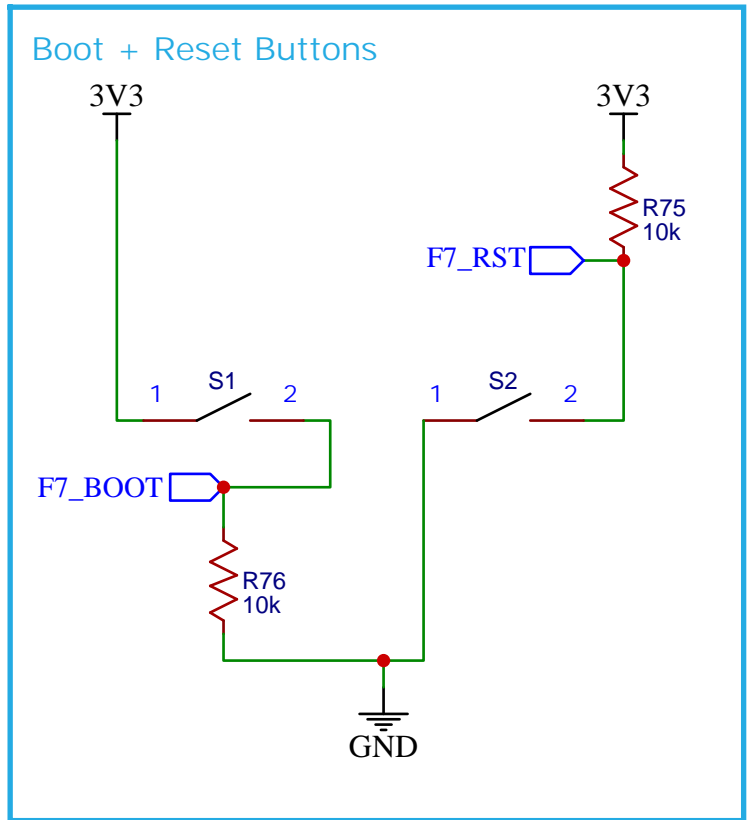 Boot + Reset Buttons
3V3 3V3
R75
10k
F7_RST
1 S1 2 1 S2 2
F7_BOOT
R76
10k
GND